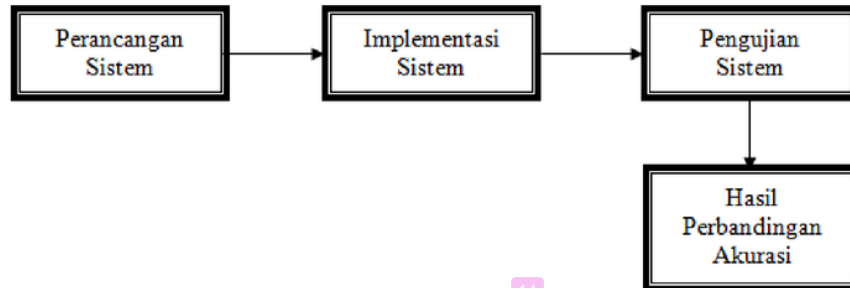 Perancangan
Sistem
Implementasi
Sistem
Pengujian
Sistem
Hasil
Perbandingan
Akurasi